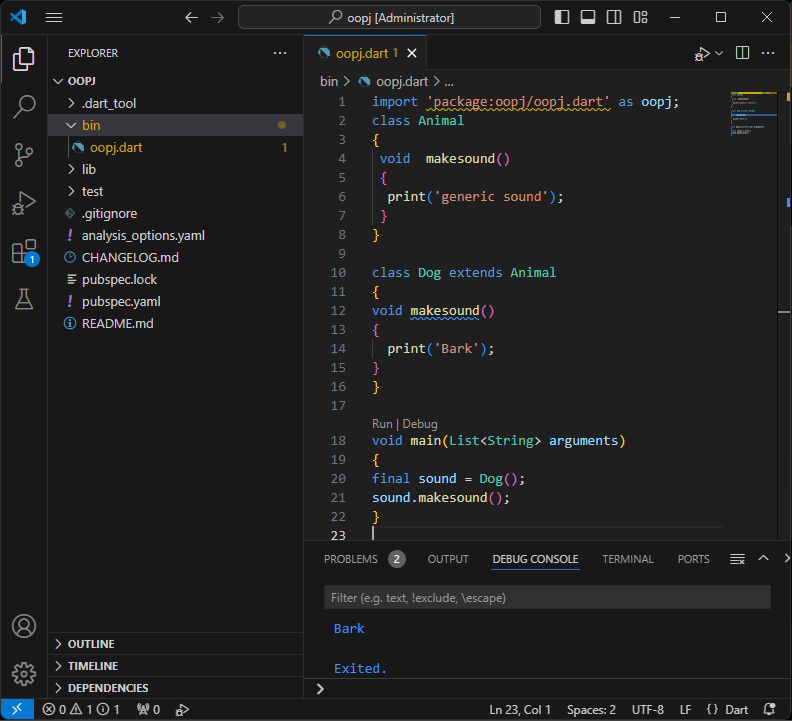 oopj [Administrator]
EXPLORER
OOPJ
.dart_tool
bin
oopj.dart 1
lib
test
.gitignore
! analysis_options.yaml
CHANGELOG.md
pubspec.lock
! pubspec.yaml
README.md
1
OUTLINE
TIMELINE
DEPENDENCIES
oopj.dart 1
bin > oopj.dart > ...
1 import 'package:oopj/oopj.dart' as oopj;
2 class Animal
3 {
4 void  makesound()
5 {
6 print('generic sound');
7 }
8 }
9
10 class Dog extends Animal
11 {
12 void makesound()
13 {
14 print('Bark');
15 }
16 }
17
Run | Debug
18 void main(List<String> arguments)
19 {
20 final sound = Dog();
21 sound.makesound();
22 }
23
PROBLEMS 2 OUTPUT DEBUG CONSOLE TERMINAL PORTS
Filter (e.g. text, !exclude, \escape)
Bark
Exited.
>
0 1 1 0 Ln 23, Col 1 Spaces: 2 UTF-8 LF {} Dart